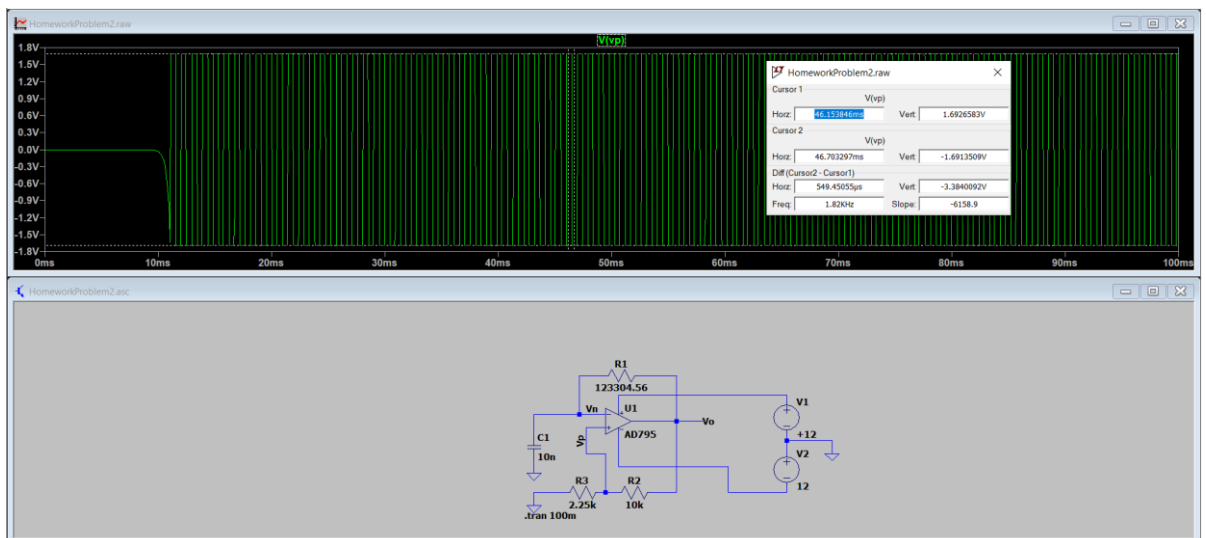 HomeworkProblem2.raw
V(vp)
1.8V
1.5V
1.2V
0.9V
0.6V
0.3V
0.0V
-0.3V
-0.6V
-0.9V
-1.2V
-1.5V
-1.8V
0ms 10ms 20ms 30ms 40ms 50ms 60ms 70ms 80ms 90ms 100ms
HomeworkProblem2.raw
Cursor 1
V(vp)
Horz: 46.153846ms Vert: 1.6926583V
Cursor 2
V(vp)
Horz: 46.703297ms Vert: -1.6913509V
Diff (Cursor2 - Cursor1)
Horz: 549.45055µs Vert: -3.3840092V
Freq: 1.82KHz Slope: -6158.9
HomeworkProblem2.asc
R1
123304.56
Vn
U1
Vo
Vp
AD795
C1
10n
V1
+12
V2
12
R3
2.25k
R2
10k
.tran 100m